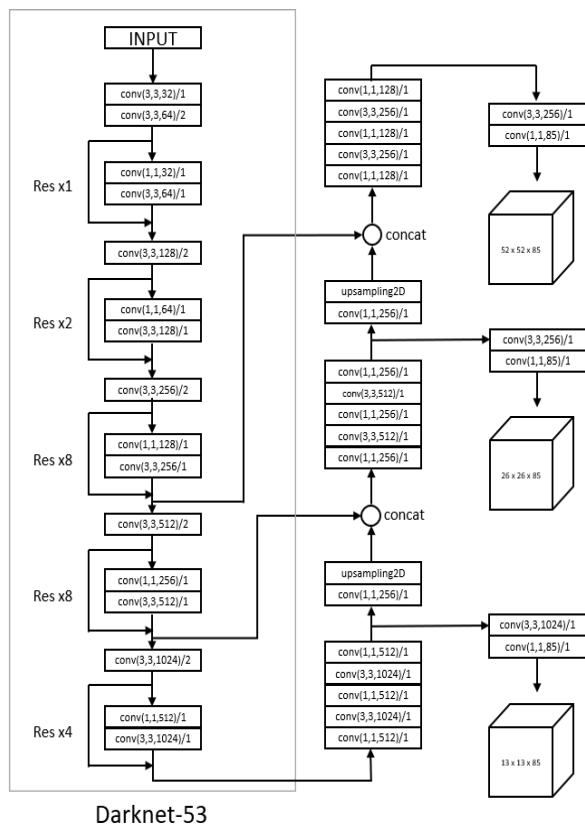 INPUT
conv(3,3,32)/1
conv(3,3,64)/2
Res x1
conv(1,1,32)/1
conv(3,3,64)/1
conv(3,3,128)/2
Res x2
conv(1,1,64)/1
conv(3,3,128)/1
conv(3,3,256)/2
Res x8
conv(1,1,128)/1
conv(3,3,256/1
conv(3,3,512)/2
Res x8
conv(1,1,256)/1
conv(3,3,512)/1
conv(3,3,1024)/2
Res x4
conv(1,1,512)/1
conv(3,3,1024)/1
Darknet-53
conv(1,1,128)/1
conv(3,3,256)/1
conv(1,1,128)/1
conv(3,3,256)/1
conv(1,1,128)/1
concat
upsampling2D
conv(1,1,256)/1
conv(1,1,256)/1
conv(3,3,512)/1
conv(1,1,256)/1
conv(3,3,512)/1
conv(1,1,256)/1
concat
upsampling2D
conv(1,1,256)/1
conv(1,1,512)/1
conv(3,3,1024)/1
conv(1,1,512)/1
conv(3,3,1024)/1
conv(1,1,512)/1
conv(3,3,256)/1
conv(1,1,85)/1
52 x 52 x 85
conv(3,3,256)/1
conv(1,1,85)/1
26 x 26 x 85
conv(3,3,1024)/1
conv(1,1,85)/1
13 x 13 x 85